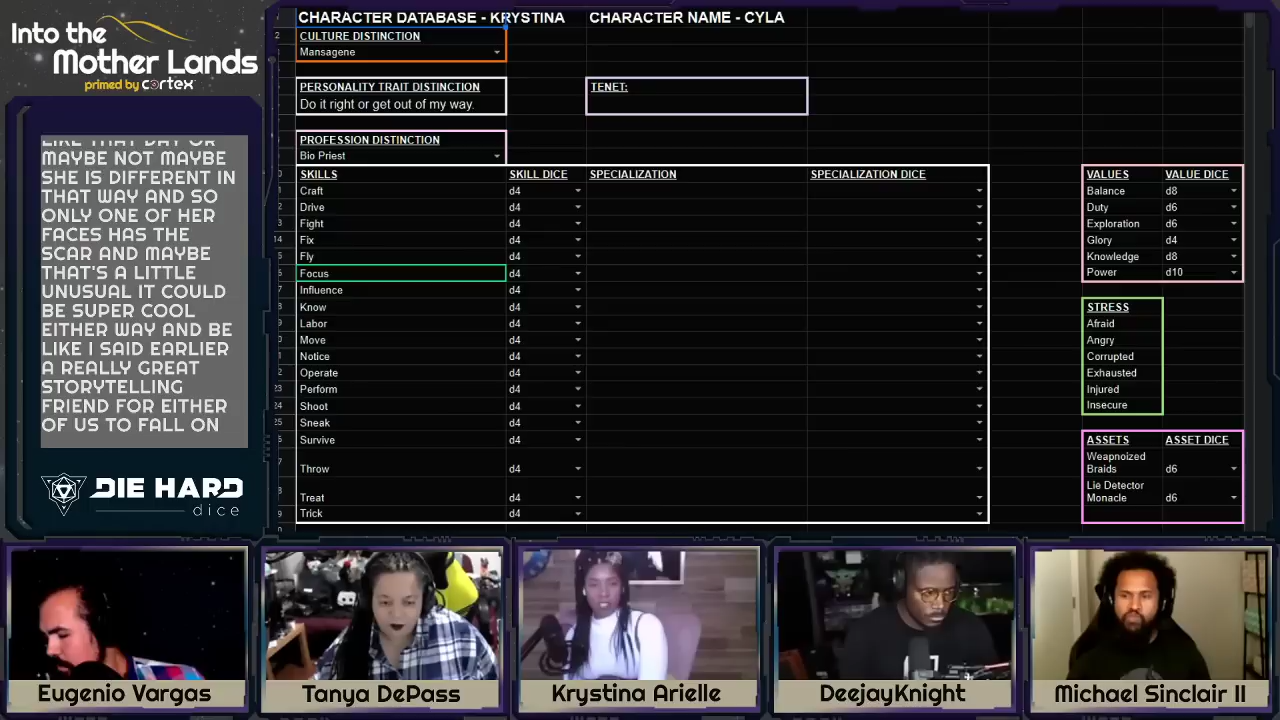 Into the
Mother Lands
primed by cortex
LIKE THAT DAY OR
MAYBE NOT MAYBE
SHE IS DIFFERENT IN
THAT WAY AND SO
ONLY ONE OF HER
FACES HAS THE
SCAR AND MAYBE
THAT'S A LITTLE
UNUSUAL IT COULD
BE SUPER COOL
EITHER WAY AND BE
LIKE I SAID EARLIER
A REALLY GREAT
STORYTELLING
FRIEND FOR EITHER
OF US TO FALL ON
DIE HARD
dice
CHARACTER DATABASE - KRYSTINA CHARACTER NAME - CYLA
CULTURE DISTINCTION
Mansagene
PERSONALITY TRAIT DISTINCTION TENET:
Do it right or get out of my way.
PROFESSION DISTINCTION
Bio Priest
SKILLS SKILL DICE SPECIALIZATION SPECIALIZATION DICE
Craft d4
Drive d4
Fight d4
Fix d4
Fly d4
Focus d4
Influence d4
Know d4
Labor d4
Move d4
Notice d4
Operate d4
Perform d4
Shoot d4
Sneak d4
Survive d4
Throw d4
Treat d4
Trick d4
VALUES VALUE DICE
Balance d8
Duty d6
Exploration d6
Glory d4
Knowledge d8
Power d10
STRESS
Afraid
Angry
Corrupted
Exhausted
Injured
Insecure
ASSETS ASSET DICE
Weapnoized
Braids d6
Lie Detector
Monacle d6
Eugenio Vargas
Tanya DePass
Krystina Arielle
DeejayKnight
Michael Sinclair II